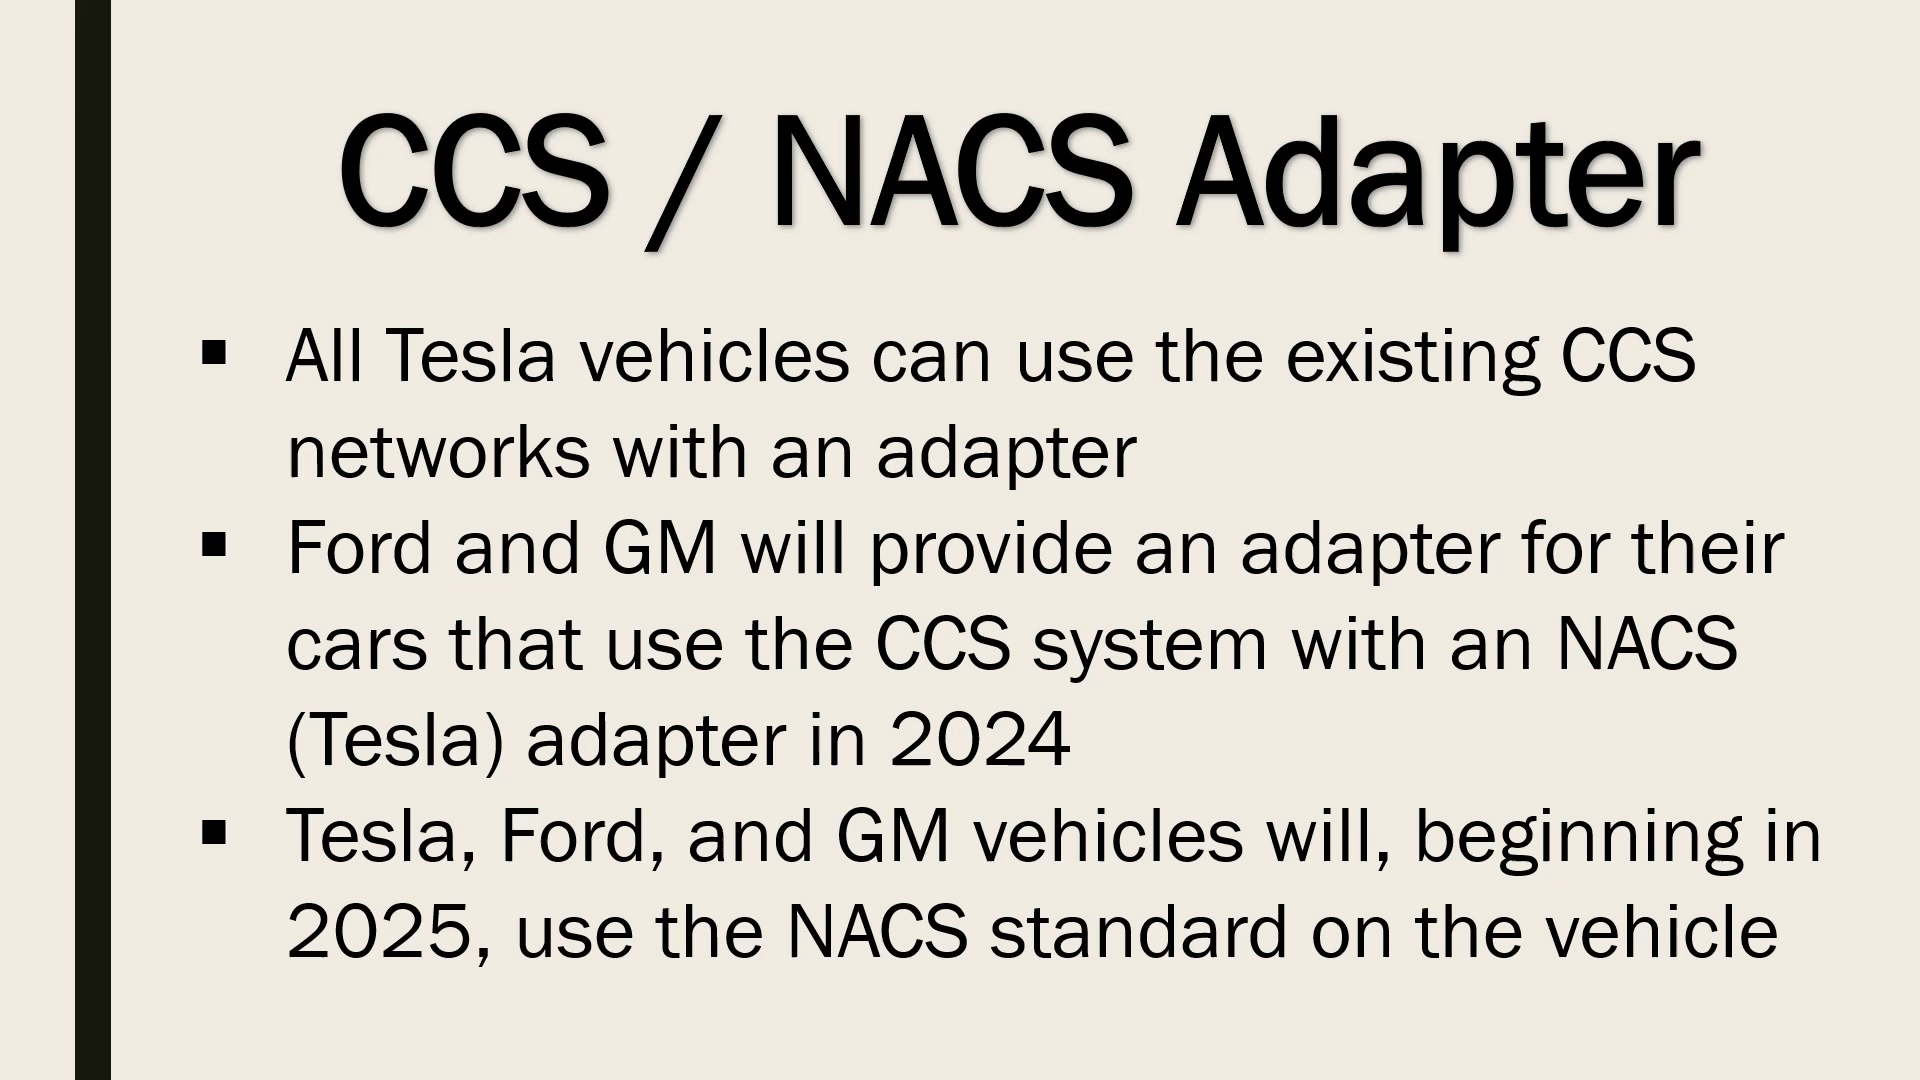 CCS / NACS Adapter
▪ All Tesla vehicles can use the existing CCS
networks with an adapter
▪ Ford and GM will provide an adapter for their
cars that use the CCS system with an NACS
(Tesla) adapter in 2024
▪ Tesla, Ford, and GM vehicles will, beginning in
2025, use the NACS standard on the vehicle